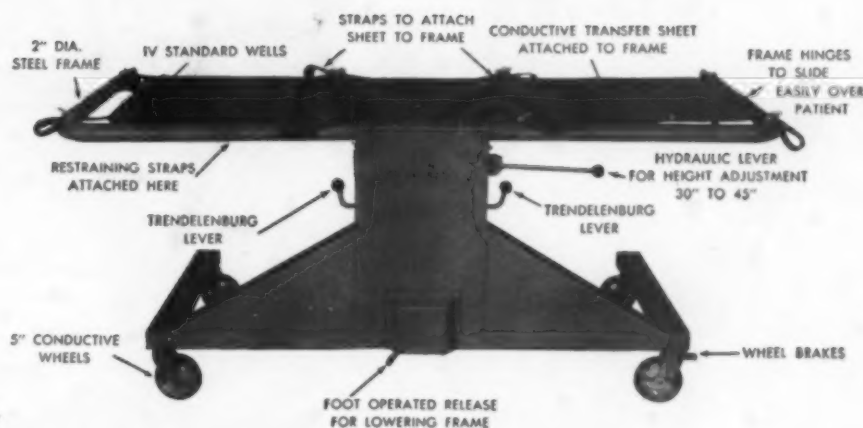 STRAPS TO ATTACH
SHEET TO FRAME
CONDUCTIVE TRANSFER SHEET
ATTACHED TO FRAME
2" DIA.
STEEL FRAME
IV STANDARD WELLS
FRAME HINGES
TO SLIDE
EASILY OVER
PATIENT
RESTRAINING STRAPS
ATTACHED HERE
HYDRAULIC LEVER
FOR HEIGHT ADJUSTMENT
30" TO 45"
TRENDELENBURG
LEVER
TRENDELENBURG
LEVER
5" CONDUCTIVE
WHEELS
WHEEL BRAKES
FOOT OPERATED RELEASE
FOR LOWERING FRAME